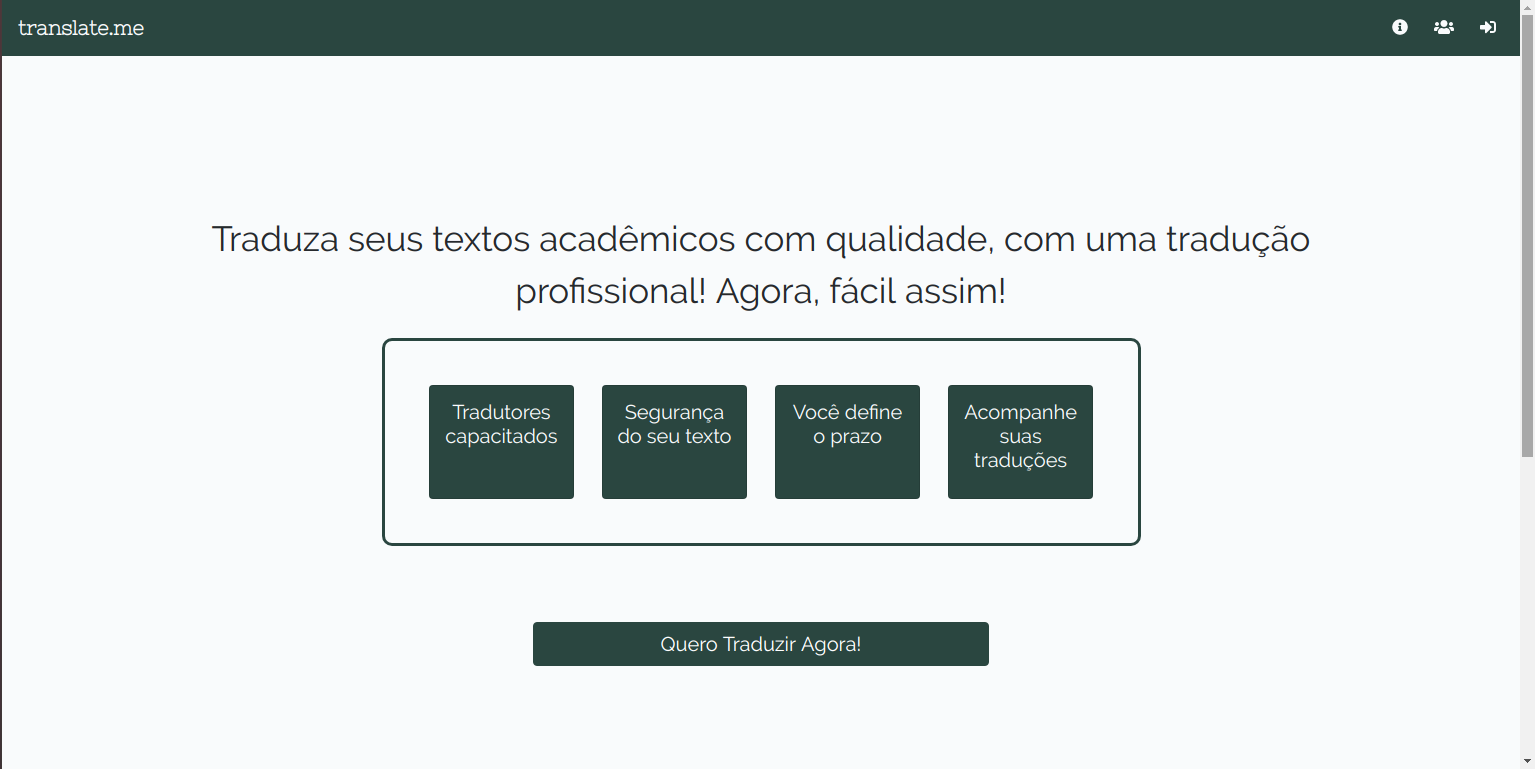 translate.me
Traduza seus textos acadêmicos com qualidade, com uma tradução
profissional! Agora, fácil assim!
Tradutores
capacitados
Segurança
do seu texto
Você define
o prazo
Acompanhe
suas
traduções
Quero Traduzir Agora!